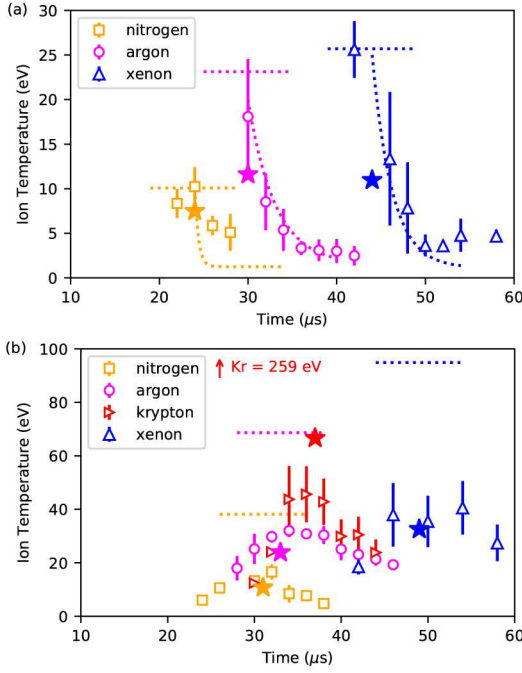 (a)
30
25
20
15
10
5
0
Ion Temperature (eV)
nitrogen
argon
xenon
10 20 30 40 50 60
Time (μs)
(b)
100
80
60
40
20
0
Ion Temperature (eV)
nitrogen
argon
krypton
xenon
Kr = 259 eV
10 20 30 40 50 60
Time (μs)